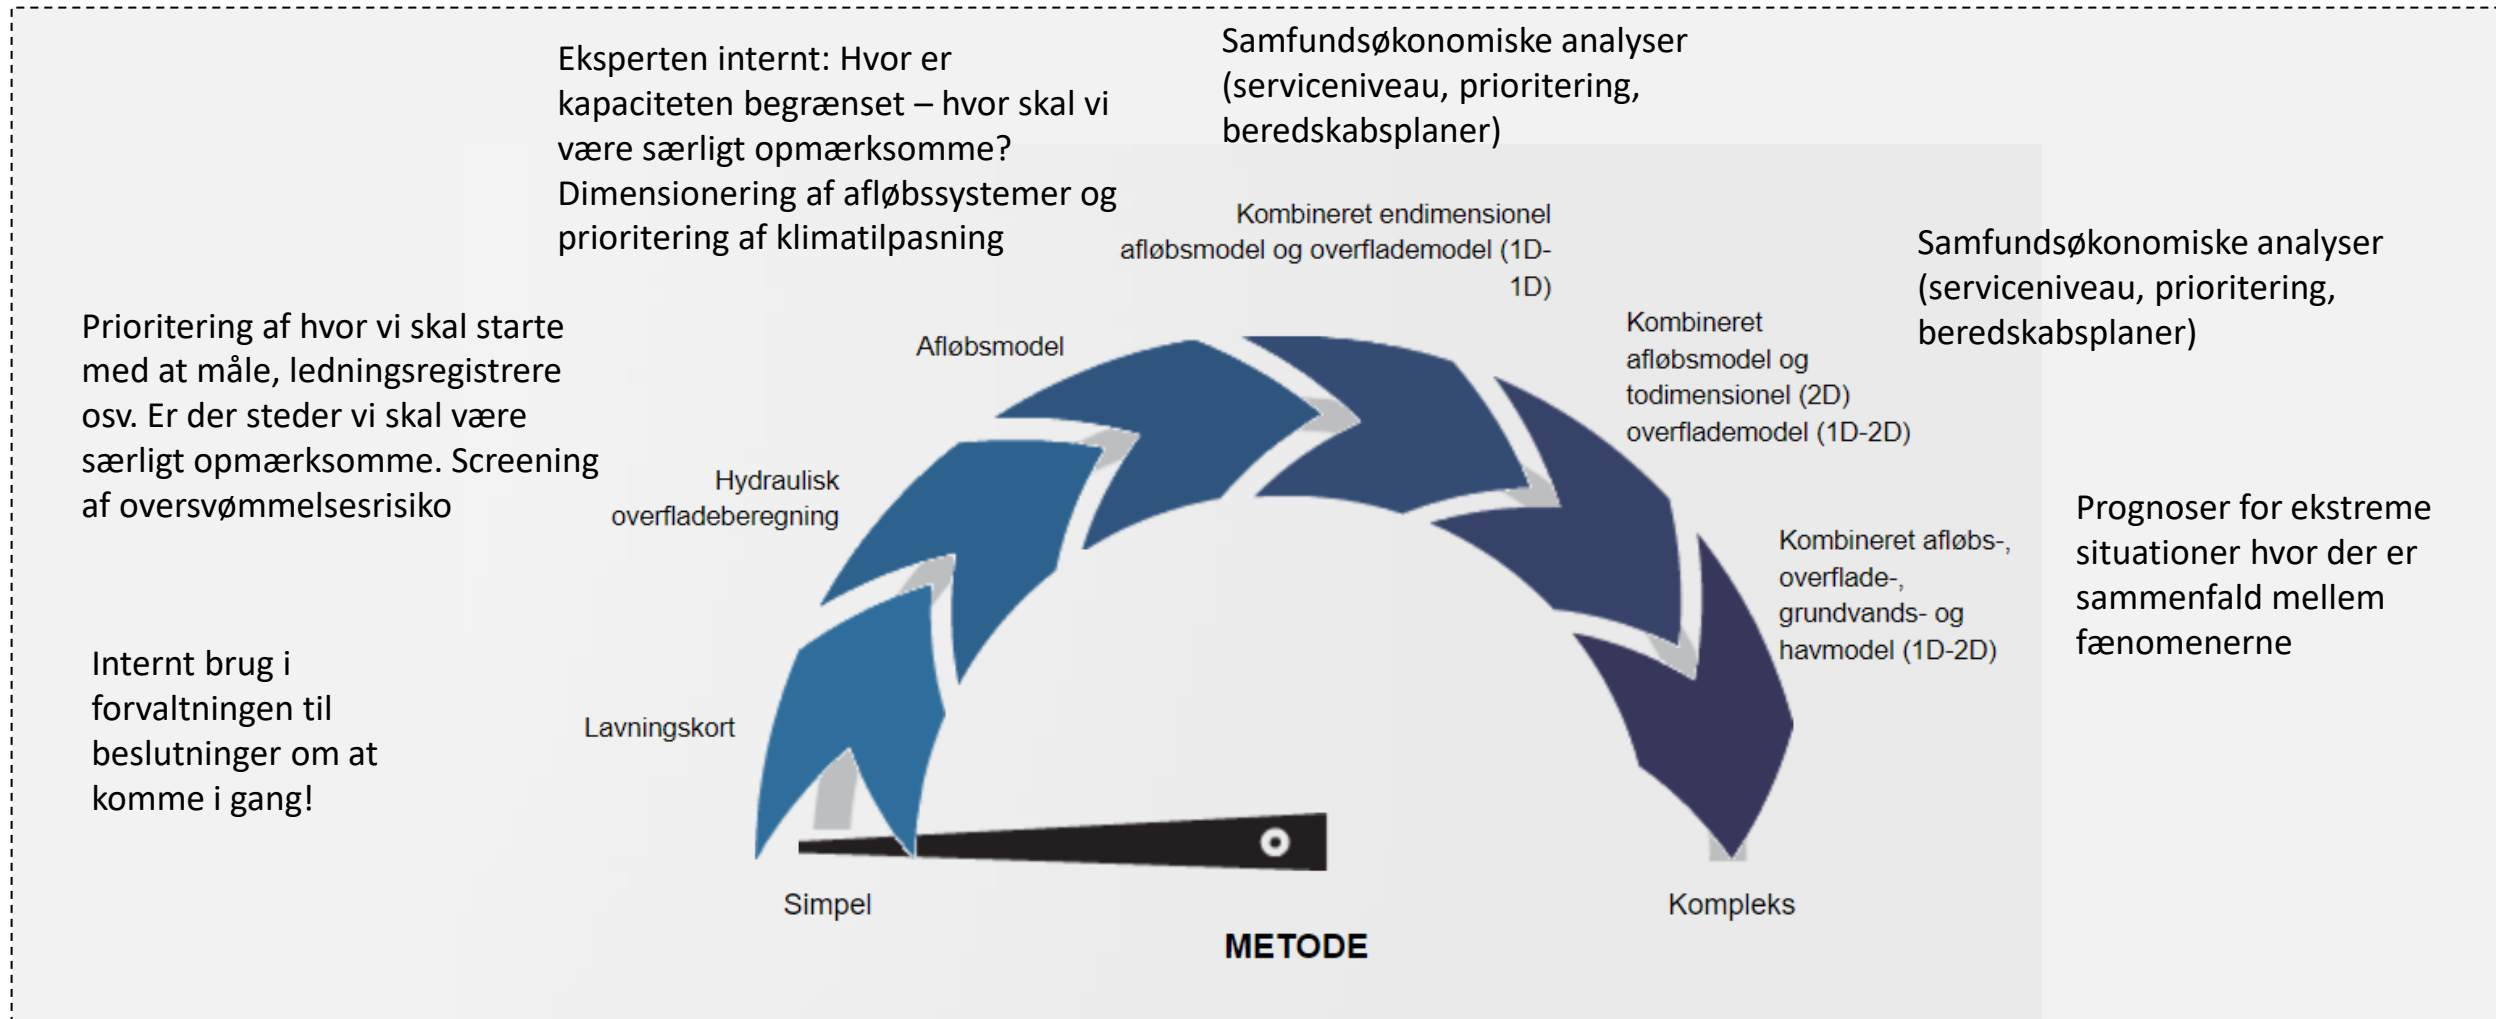 Eksperten internt: Hvor er
kapaciteten begrænset – hvor skal vi
være særligt opmærksomme?
Dimensionering af afløbssystemer og
prioritering af klimatilpasning
Samfundsøkonomiske analyser
(serviceniveau, prioritering,
beredskabsplaner)
Kombineret endimensionel
afløbsmodel og overflademodel (1D-
1D)
Samfundsøkonomiske analyser
(serviceniveau, prioritering,
beredskabsplaner)
Prioritering af hvor vi skal starte
med at måle, ledningsregistrere
osv. Er der steder vi skal være
særligt opmærksomme. Screening
af oversvømmelsesrisiko
Afløbsmodel
Kombineret
afløbsmodel og
todimensionel (2D)
overflademodel (1D-2D)
Hydraulisk
overfladeberegning
Prognoser for ekstreme
situationer hvor der er
sammenfald mellem
fænomenerne
Kombineret afløbs-,
overflade-,
grundvands- og
havmodel (1D-2D)
Internt brug i
forvaltningen til
beslutninger om at
komme i gang!
Lavningskort
Simpel
Kompleks
METODE